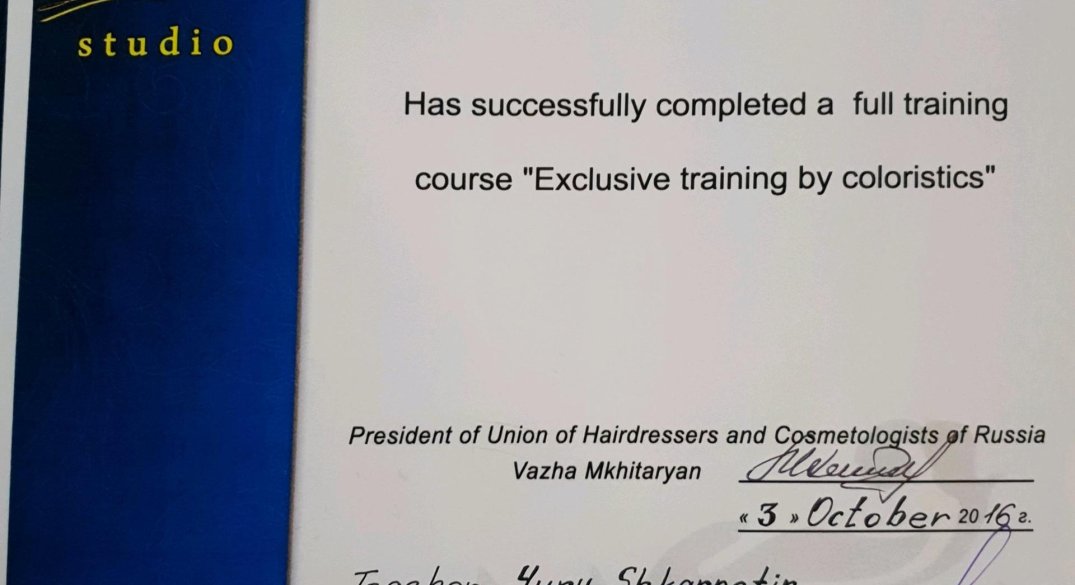 studio
Has successfully completed a full training
course "Exclusive training by coloristics"
President of Union of Hairdressers and Cosmetologists of Russia
Vazha Mkhitaryan
« 3 » October 2016 г.
Teacher